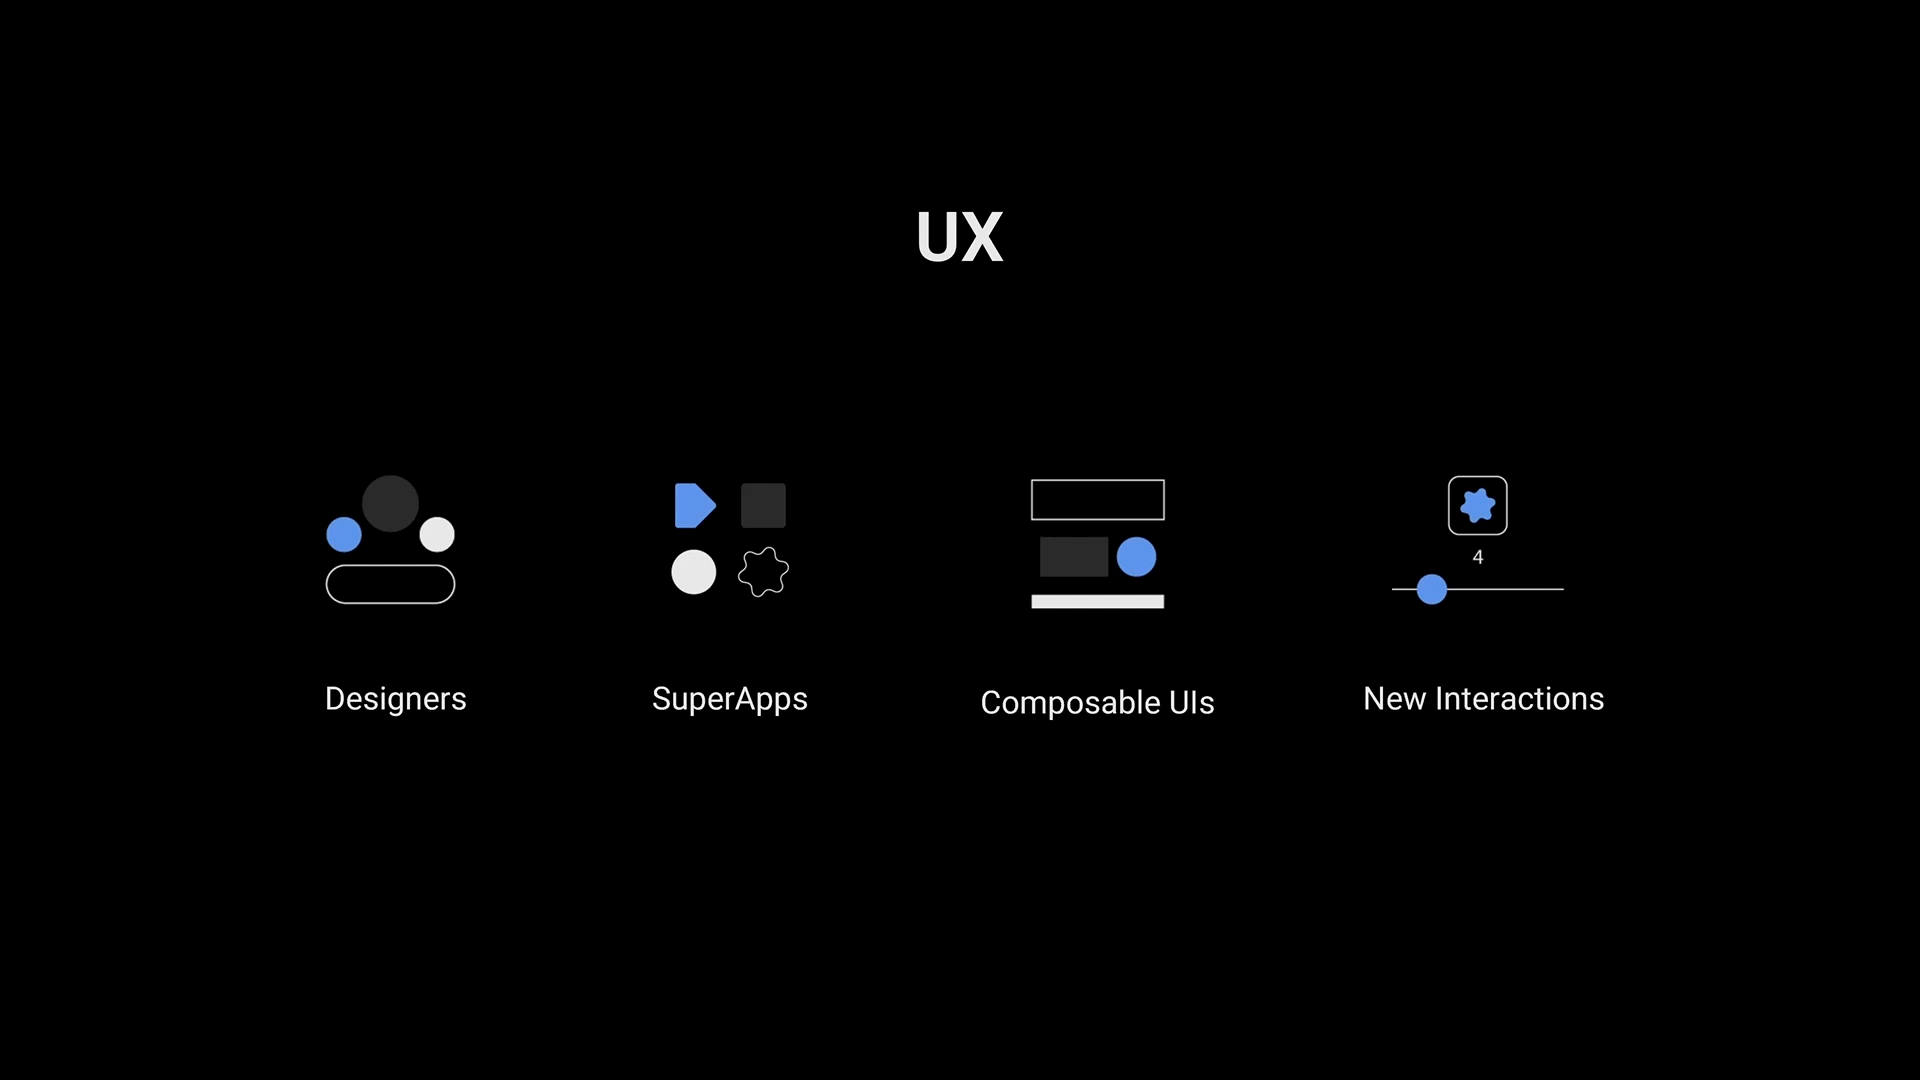 UX
4
Designers
SuperApps
Composable UIs
New Interactions